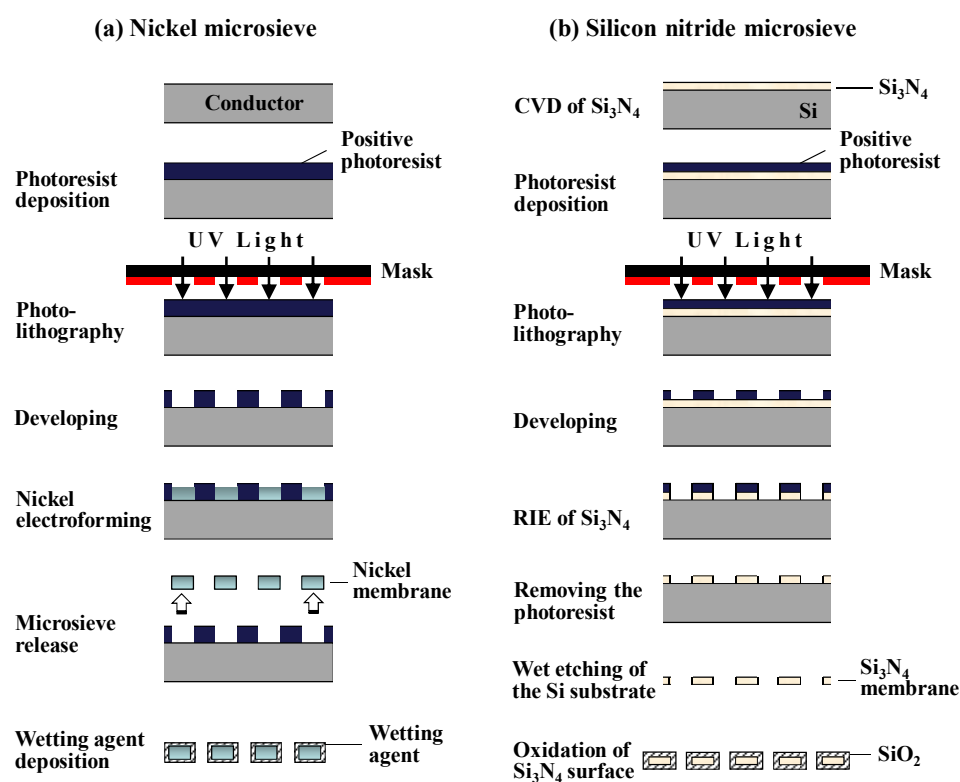 (a) Nickel microsieve
Conductor
Positive
photoresist
Photoresist
deposition
UV Light
Mask
Photo-
lithography
Developing
Nickel
electroforming
Nickel
membrane
Microsieve
release
Wetting agent
deposition
Wetting
agent
(b) Silicon nitride microsieve
CVD of Si₃N₄
Si₃N₄
Si
Positive
photoresist
Photoresist
deposition
UV Light
Mask
Photo-
lithography
Developing
RIE of Si₃N₄
Removing the
photoresist
Wet etching of
the Si substrate
Si₃N₄
membrane
Oxidation of
Si₃N₄ surface
SiO₂